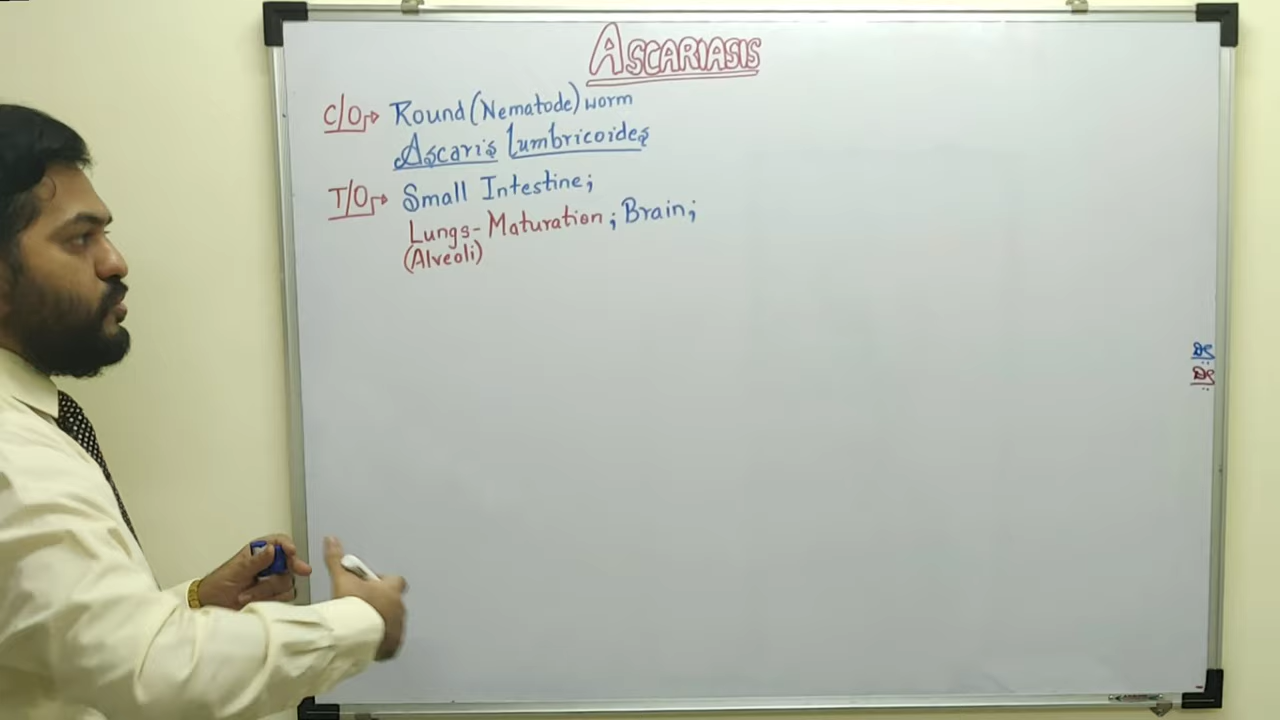 ASCARIASIS
C/O→ Round (Nematode) worm
Ascaris Lumbricoides
T/O→ Small Intestine;
Lungs- Maturation; Brain;
(Alveoli)